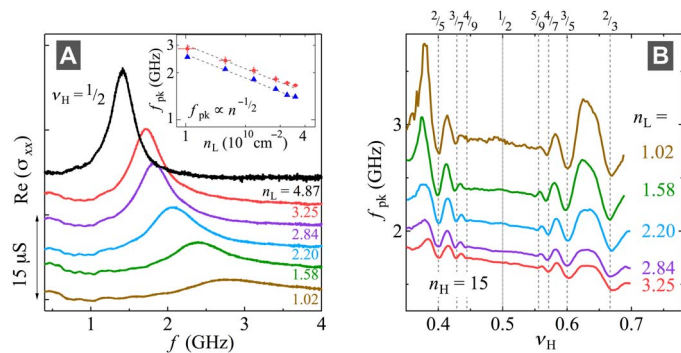 A
ν_H = 1/2
Re (σ_xx)
15 μS
n_L = 4.87
3.25
2.84
2.20
1.58
1.02
1 2 3 4
f (GHz)
3
2
1
f_pk (GHz)
f_pk ∝ n^{-1/2}
1 4
n_L (10^{10} cm^{-2})
B
2/5 3/7 4/9 1/2 5/9 4/7 3/5 2/3
n_L =
1.02
1.58
2.20
2.84
3.25
3
2
f_pk (GHz)
n_H = 15
0.4 0.5 0.6 0.7
ν_H